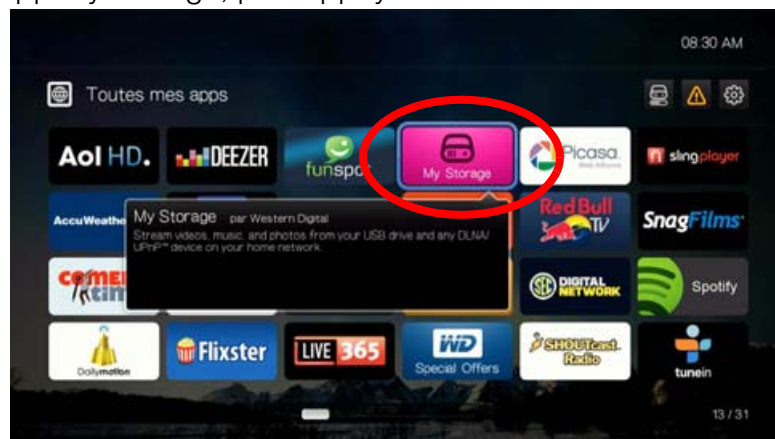 08:30 AM
Toutes mes apps
Aol HD.
DEEZER
funspot
My Storage
Picasa
slingplayer
AccuWeathe
My Storage par Western Digital
Stream videos, music, and photos from your USB drive and any DLNA/
UPnP™ device on your home network.
Red Bull
TV
SnagFilms
SEC DIGITAL
NETWORK
Spotify
Dailymotion
Flixster
LIVE 365
WD
Special Offers
SHOUTcast
Radio
tunein
13 / 31